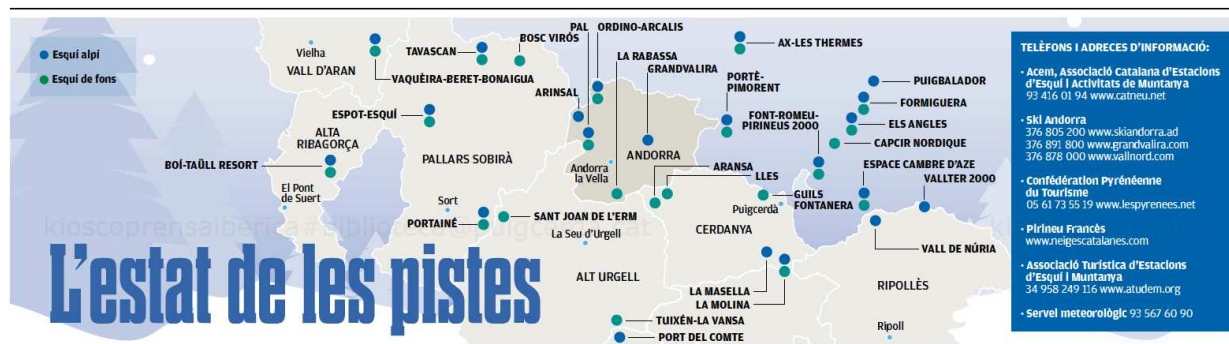 Esquí alpí
Esquí de fons
Vielha
VALL D'ARAN
TAVASCAN
BOSC VIRÓS
VAQUÈIRA-BERET-BONAIGUA
PAL
ORDINO-ARCALIS
LA RABASSA
GRANDVALIRA
ARINSAL
AX-LES THERMES
PORTÈ-
PIMORENT
FONT-ROMEU-
PIRINEUS 2000
PUIGBALADOR
FORMIGUERA
ELS ANGLES
CAPCIR NORDIQUE
ESPACE CAMBRE D'AZE
VALLTER 2000
ESPOT-ESQUÍ
ALTA
RIBAGORÇA
BOÍ-TAÜLL RESORT
PALLARS SOBIRÀ
El Pont
de Suert
Sort
PORTAINÉ
SANT JOAN DE L'ERM
La Seu d'Urgell
Andorra
la Vella
ANDORRA
ARANSA
LLES
Puigcerdà
GUILS
FONTANERA
CERDANYA
VALL DE NÚRIA
ALT URGELL
LA MASELLA
LA MOLINA
RIPOLLÈS
Ripoll
TUIXÉN-LA VANSA
PORT DEL COMTE
L'estat de les pistes
TELÈFONS I ADRECES D'INFORMACIÓ:
· Acem, Associació Catalana d'Estacions
d'Esquí i Activitats de Muntanya
93 416 01 94 www.catneu.net
· Ski Andorra
376 805 200 www.skiandorra.ad
376 891 800 www.grandvalira.com
376 878 000 www.vallnord.com
· Confédération Pyrénéenne
du Tourisme
05 61 73 55 19 www.lespyrenees.net
· Pirineu Francès
www.neigescatalanes.com
· Associació Turística d'Estacions
d'Esquí i Muntanya
34 958 249 116 www.atudem.org
· Servei meteorològic 93 567 60 90